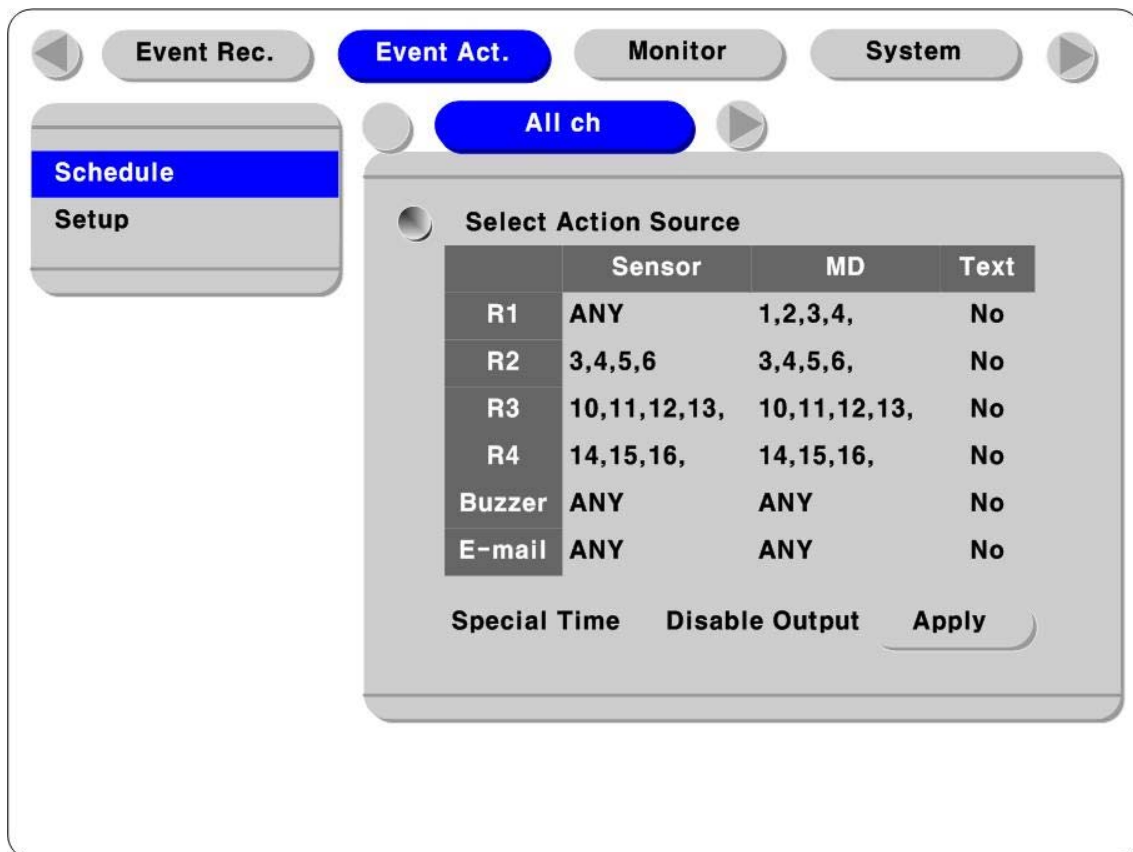 Event Rec. Event Act. Monitor System
All ch
Schedule
Setup
Select Action Source
Sensor MD Text
R1 ANY 1,2,3,4, No
R2 3,4,5,6 3,4,5,6, No
R3 10,11,12,13, 10,11,12,13, No
R4 14,15,16, 14,15,16, No
Buzzer ANY ANY No
E-mail ANY ANY No
Special Time Disable Output Apply